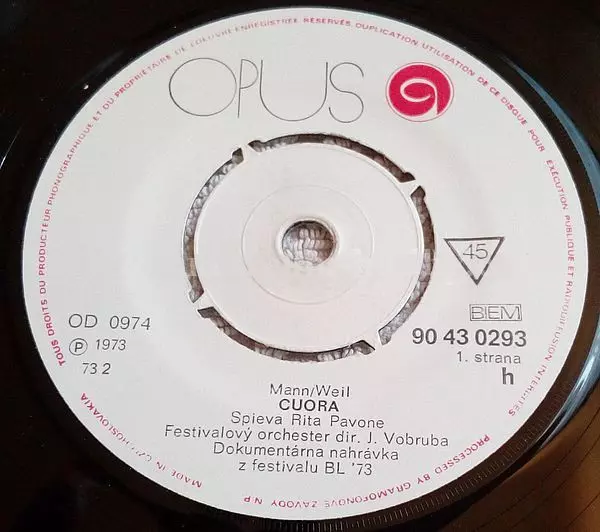 TOUS DROITS DU PRODUCTEUR PHONOGRAPHIQUE ET DU PROPRIÉTAIRE DE L'OEUVRE ENREGISTREE RÉSERVÉS. DUPLICATION, UTILISATION DE CE DISQUE POUR EXÉCUTION PUBLIQUE ET RADIODIFFUSION INTERDITES
OPUS
45
OD 0974
℗ 1973
73 2
BIEM
90 43 0293
1. strana
h
Mann/Weil
CUORA
Spieva Rita Pavone
Festivalový orchester dir. J. Vobruba
Dokumentárna nahrávka
z festivalu BL '73
MADE IN CZECHOSLOVAKIA
PROCESSED BY GRAMOFONOVÉ ZÁVODY N.P.